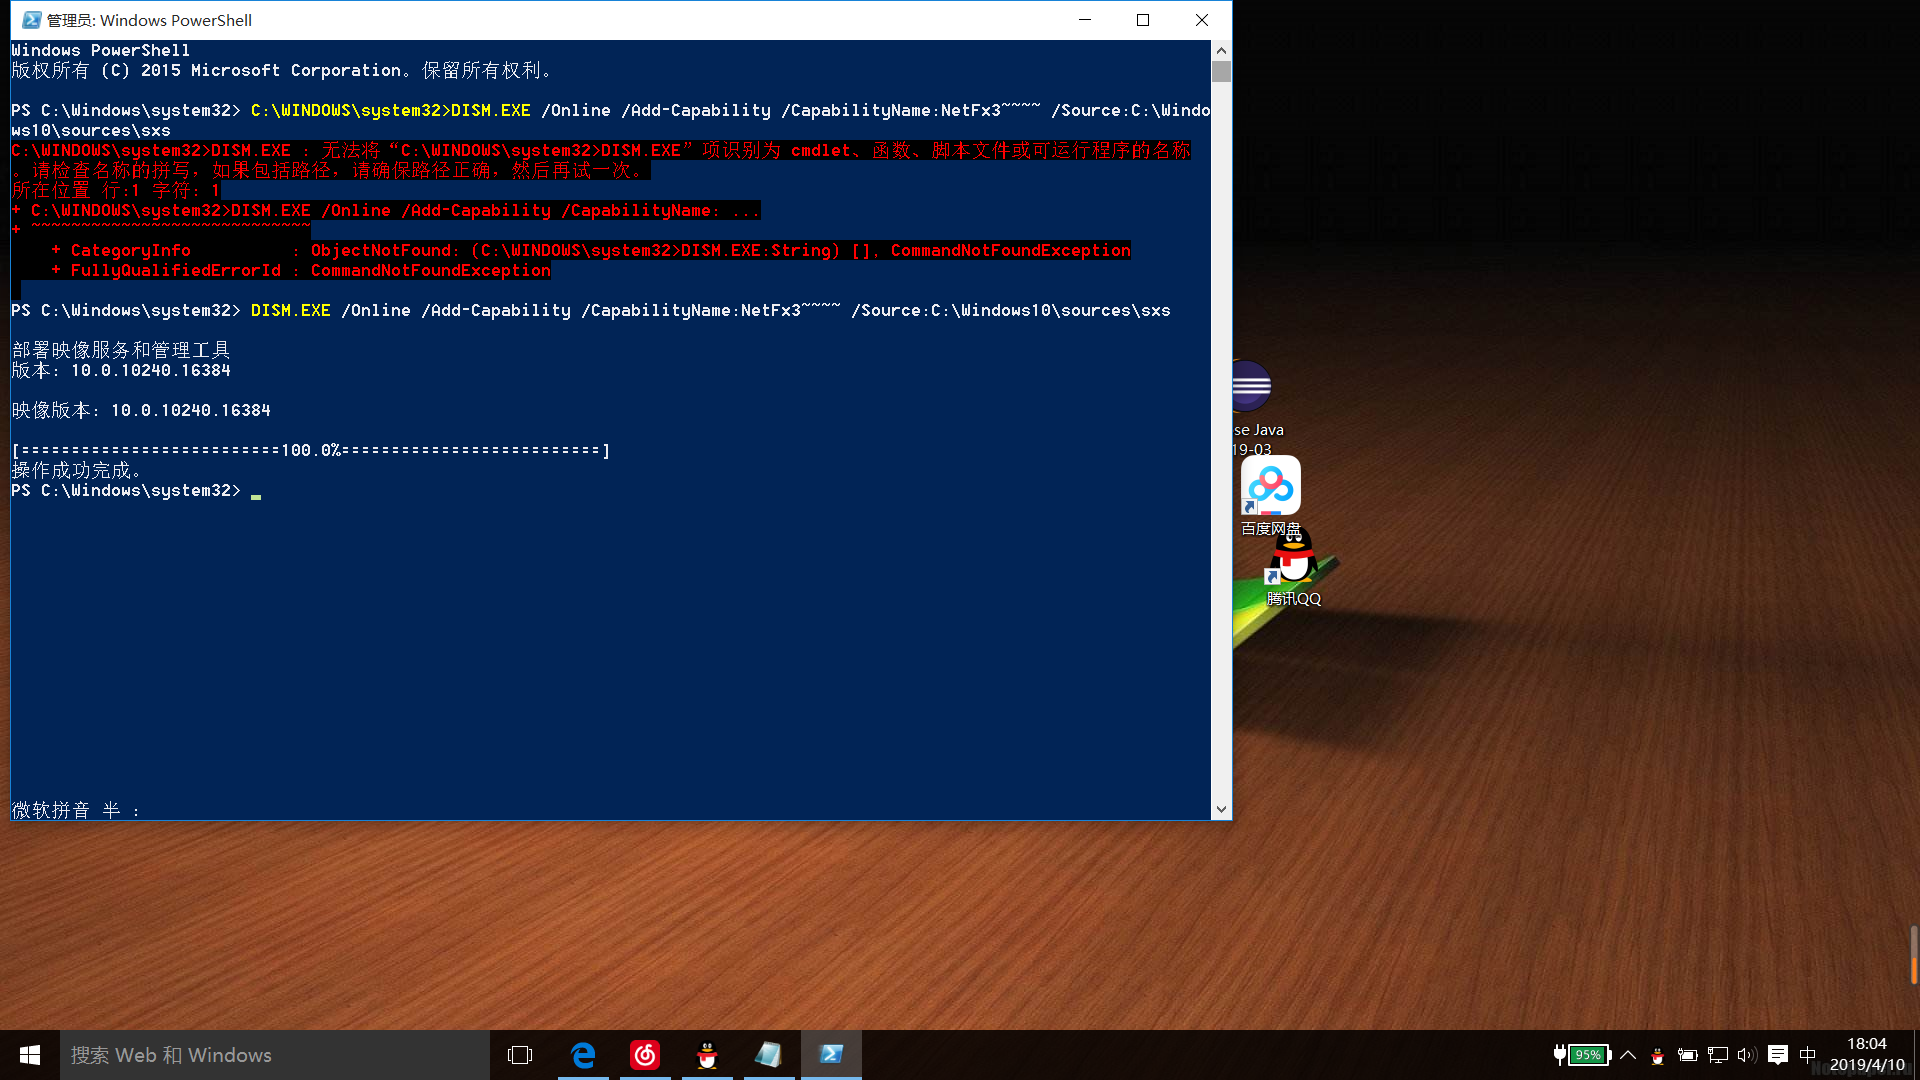 管理员: Windows PowerShell
Windows PowerShell
版权所有 (C) 2015 Microsoft Corporation。保留所有权利。
PS C:\Windows\system32> C:\WINDOWS\system32>DISM.EXE /Online /Add-Capability /CapabilityName:NetFx3~~~~ /Source:C:\Windo
ws10\sources\sxs
C:\WINDOWS\system32>DISM.EXE : 无法将“C:\WINDOWS\system32>DISM.EXE”项识别为 cmdlet、函数、脚本文件或可运行程序的名称
。请检查名称的拼写，如果包括路径，请确保路径正确，然后再试一次。
所在位置 行:1 字符: 1
+ C:\WINDOWS\system32>DISM.EXE /Online /Add-Capability /CapabilityName: ...
+ ~~~~~~~~~~~~~~~~~~~~~~~~~~~~
    + CategoryInfo          : ObjectNotFound: (C:\WINDOWS\system32>DISM.EXE:String) [], CommandNotFoundException
    + FullyQualifiedErrorId : CommandNotFoundException
PS C:\Windows\system32> DISM.EXE /Online /Add-Capability /CapabilityName:NetFx3~~~~ /Source:C:\Windows10\sources\sxs
部署映像服务和管理工具
版本: 10.0.10240.16384
映像版本: 10.0.10240.16384
[==========================100.0%==========================]
操作成功完成。
PS C:\Windows\system32>
微软拼音 半 :
se Java
19-03
百度网盘
腾讯QQ
搜索 Web 和 Windows
95%
中
18:04
2019/4/10